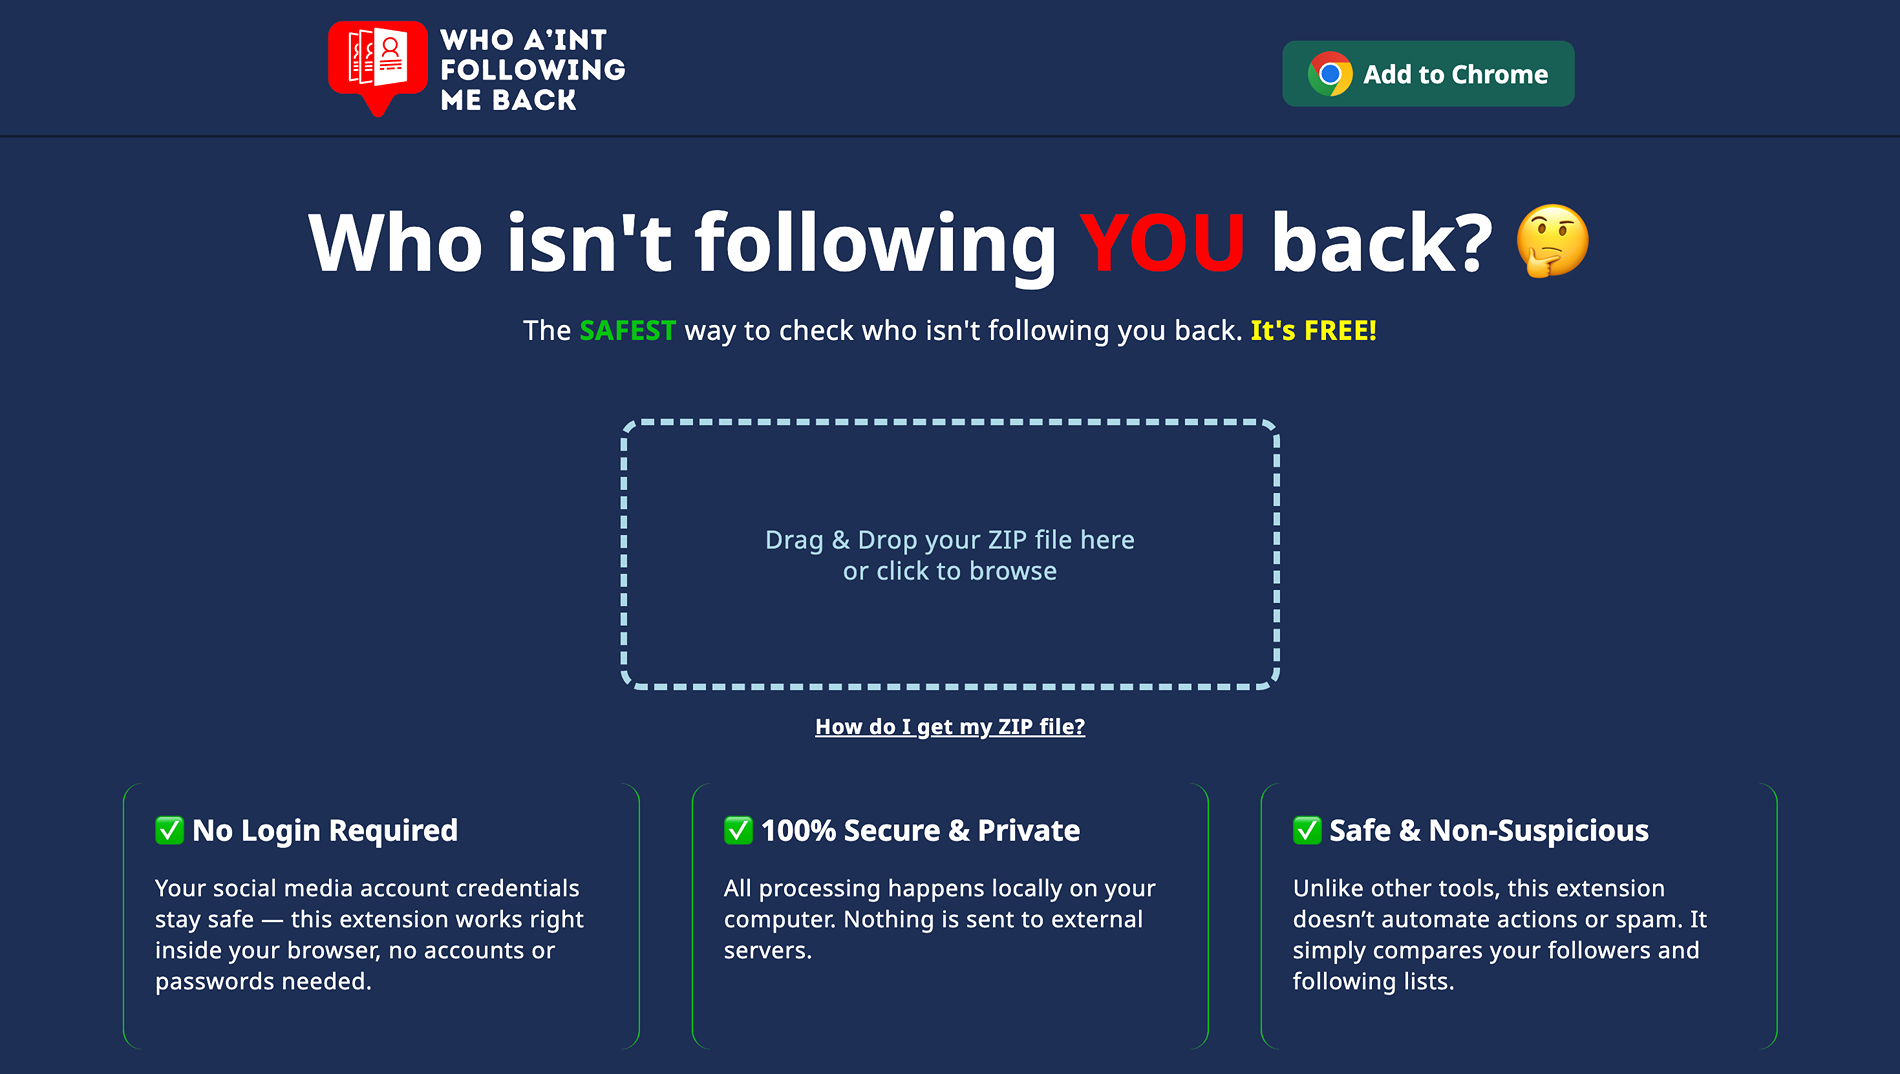 WHO A'INT
FOLLOWING
ME BACK
Add to Chrome
Who isn't following YOU back? 🤔
The SAFEST way to check who isn't following you back. It's FREE!
Drag & Drop your ZIP file here
or click to browse
How do I get my ZIP file?
✅ No Login Required
Your social media account credentials
stay safe — this extension works right
inside your browser, no accounts or
passwords needed.
✅ 100% Secure & Private
All processing happens locally on your
computer. Nothing is sent to external
servers.
✅ Safe & Non-Suspicious
Unlike other tools, this extension
doesn’t automate actions or spam. It
simply compares your followers and
following lists.